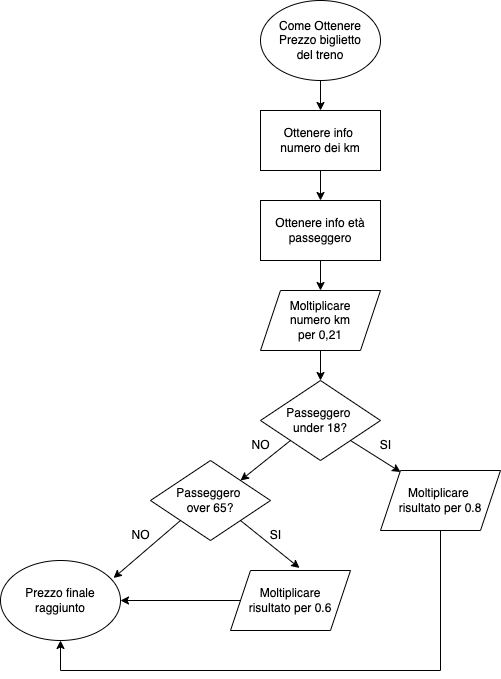 Come Ottenere
Prezzo biglietto
del treno
Ottenere info
numero dei km
Ottenere info età
passeggero
Moltiplicare
numero km
per 0,21
Passeggero
under 18?
NO
SI
Passeggero
over 65?
Moltiplicare
risultato per 0.8
NO
SI
Prezzo finale
raggiunto
Moltiplicare
risultato per 0.6